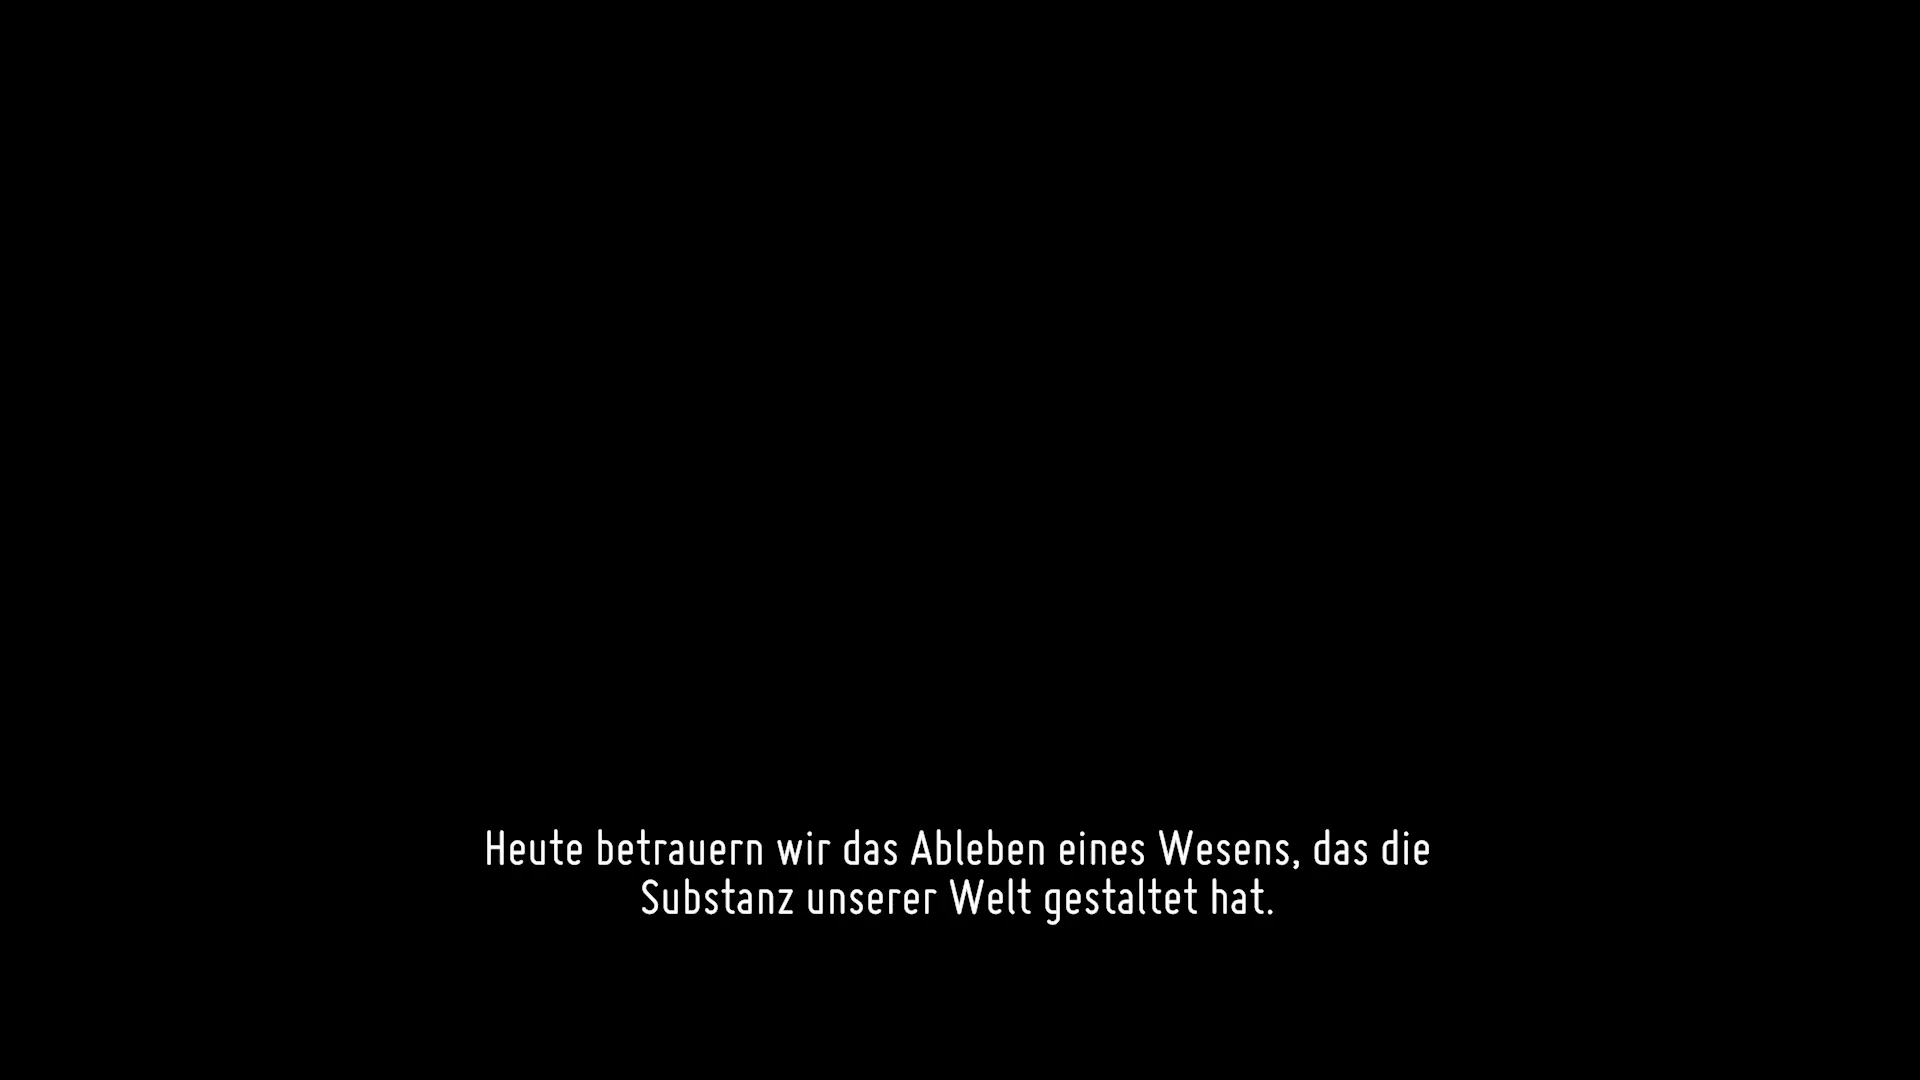 Heute betrauern wir das Ableben eines Wesens, das die
Substanz unserer Welt gestaltet hat.